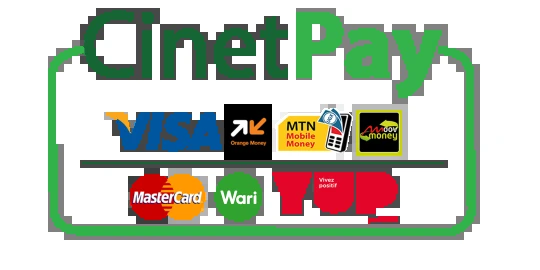 CinetPay
VISA
Orange Money
MTN
Mobile
Money
moov
money
MasterCard
Wari
YUP
Vivez
positif